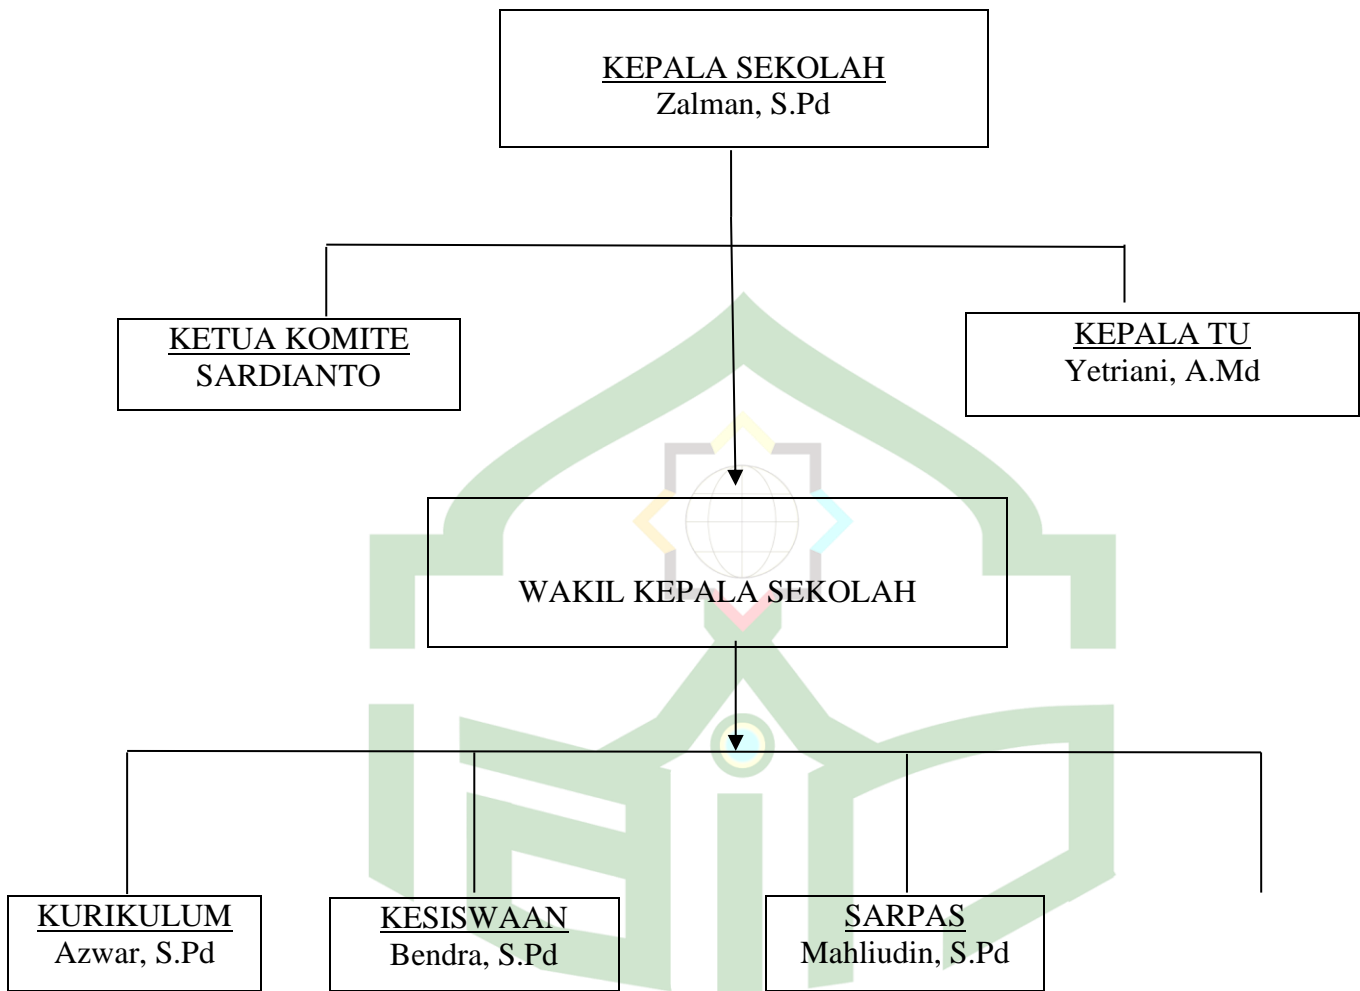 KEPALA SEKOLAH
Zalman, S.Pd
KETUA KOMITE
SARDIANTO
KEPALA TU
Yetriani, A.Md
WAKIL KEPALA SEKOLAH
KURIKULUM
Azwar, S.Pd
KESISWAAN
Bendra, S.Pd
SARPAS
Mahliudin, S.Pd